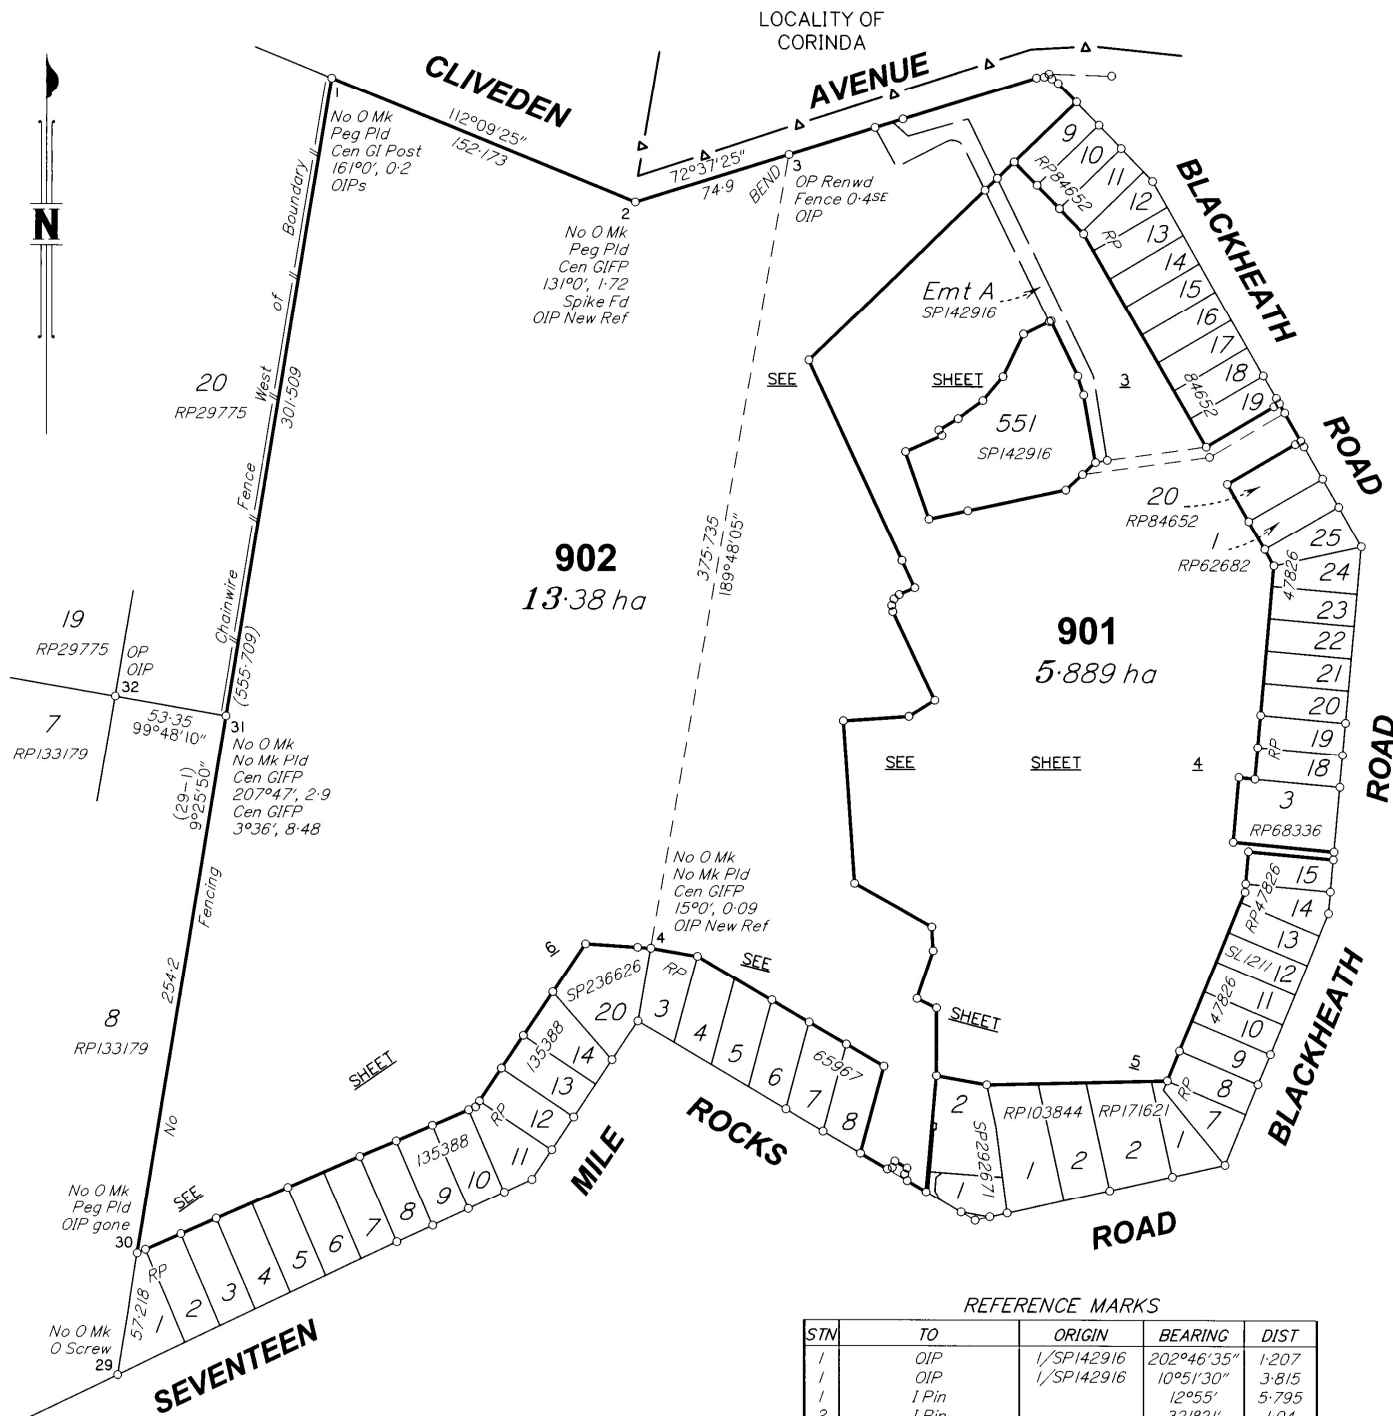 LOCALITY OF
CORINDA
CLIVEDEN
AVENUE
112°09'25"
152·173
72°37'25"
74·9
BEND
1
No O Mk
Peg Pld
Cen GI Post
161°0', 0·2
OIPs
2
No O Mk
Peg Pld
Cen GIFP
131°0', 1·72
Spike Fd
OIP New Ref
3
OP Renwd
Fence 0·4SE
OIP
N
Boundary
of
West
Fence
Chainwire
301·509
(555·709)
20
RP29775
19
RP29775
OP
OIP
32
7
RP133179
53·35
99°48'10"
31
No O Mk
No Mk Pld
Cen GIFP
207°47', 2·9
Cen GIFP
3°36', 8·48
(29-1)
9°25'50"
Fencing
No
254·2
8
RP133179
902
13·38 ha
375·735
189°48'05"
901
5·889 ha
Emt A
SP142916
SEE
SHEET
3
551
SP142916
SEE
SHEET
4
9
10
11
12
13
14
15
16
17
18
19
RP84652
RP
84652
BLACKHEATH
ROAD
20
RP84652
1
RP62682
25
24
23
22
21
20
19
18
47826
RP
3
RP68336
ROAD
15
14
13
12
11
10
9
8
7
RP47826
SL1211
47826
RP
BLACKHEATH
No O Mk
No Mk Pld
Cen GIFP
15°0', 0·09
OIP New Ref
4
6
SP236626
20
RP
3
4
5
6
7
8
65967
SEE
SHEET
5
14
13
12
11
10
9
8
7
6
5
4
3
2
1
135388
RP
135388
RP
SHEET
SEE
2
1
SP292671
RP103844
1
2
RP171621
2
1
No O Mk
Peg Pld
OIP gone
30
57·218
No O Mk
O Screw
29
SEVENTEEN
MILE
ROCKS
ROAD
REFERENCE MARKS
STN TO ORIGIN BEARING DIST
1 OIP 1/SP142916 202°46'35" 1·207
1 OIP 1/SP142916 10°51'30" 3·815
1 I Pin 12°55' 5·795